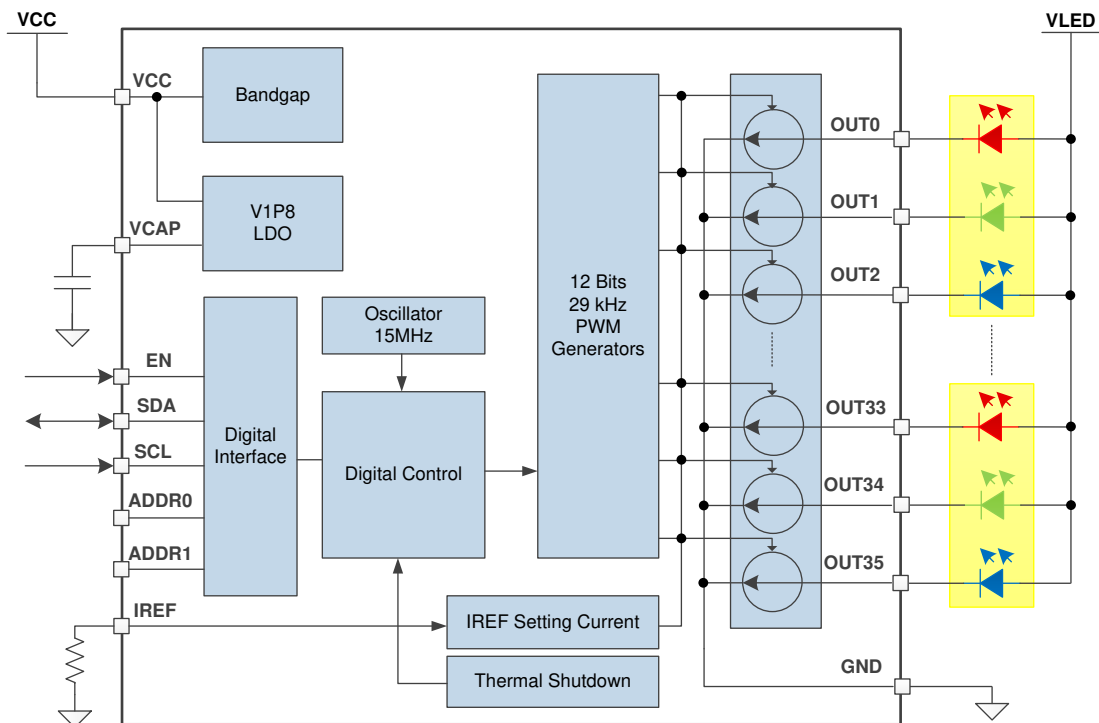 VCC
VLED
VCC
Bandgap
OUT0
V1P8
LDO
OUT1
VCAP
12 Bits
29 kHz
PWM
Generators
OUT2
Oscillator
15MHz
EN
SDA
OUT33
SCL
Digital
Interface
Digital Control
OUT34
ADDR0
ADDR1
OUT35
IREF
IREF Setting Current
GND
Thermal Shutdown